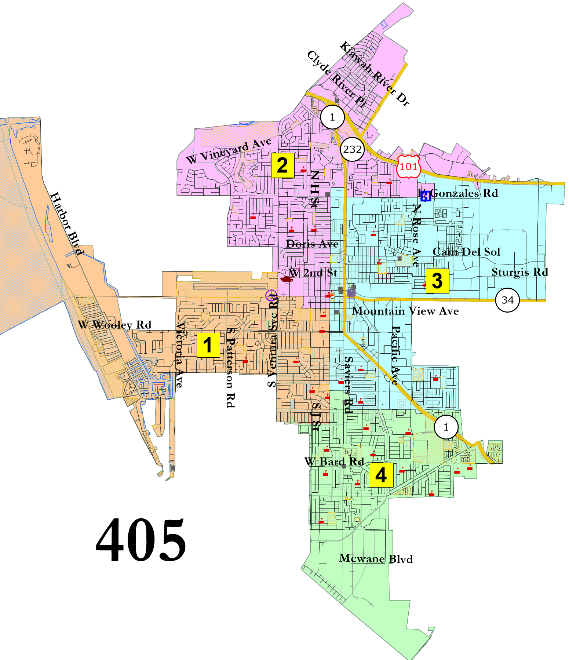 Kiawah River Dr
Clyde River Pl
1
232
W Vineyard Ave
101
2
N H St
Gonzales Rd
N Rose Ave
Doris Ave
Cam Del Sol
Harbor Blvd
W 2nd St
3
Sturgis Rd
34
Mountain View Ave
W Wooley Rd
Victoria Ave
1
S Patterson Rd
S Ventura Rd
Saviers Rd
Pacific Ave
S J St
1
W Bard Rd
4
405
Mcwane Blvd